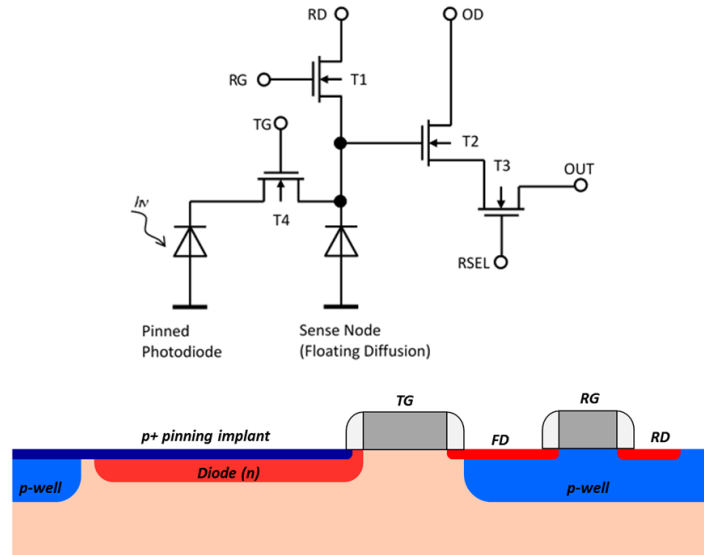 RD
OD
RG
T1
TG
T2
T3
OUT
hν
T4
RSEL
Pinned
Photodiode
Sense Node
(Floating Diffusion)
TG
RG
p+ pinning implant
FD
RD
Diode (n)
p-well
p-well